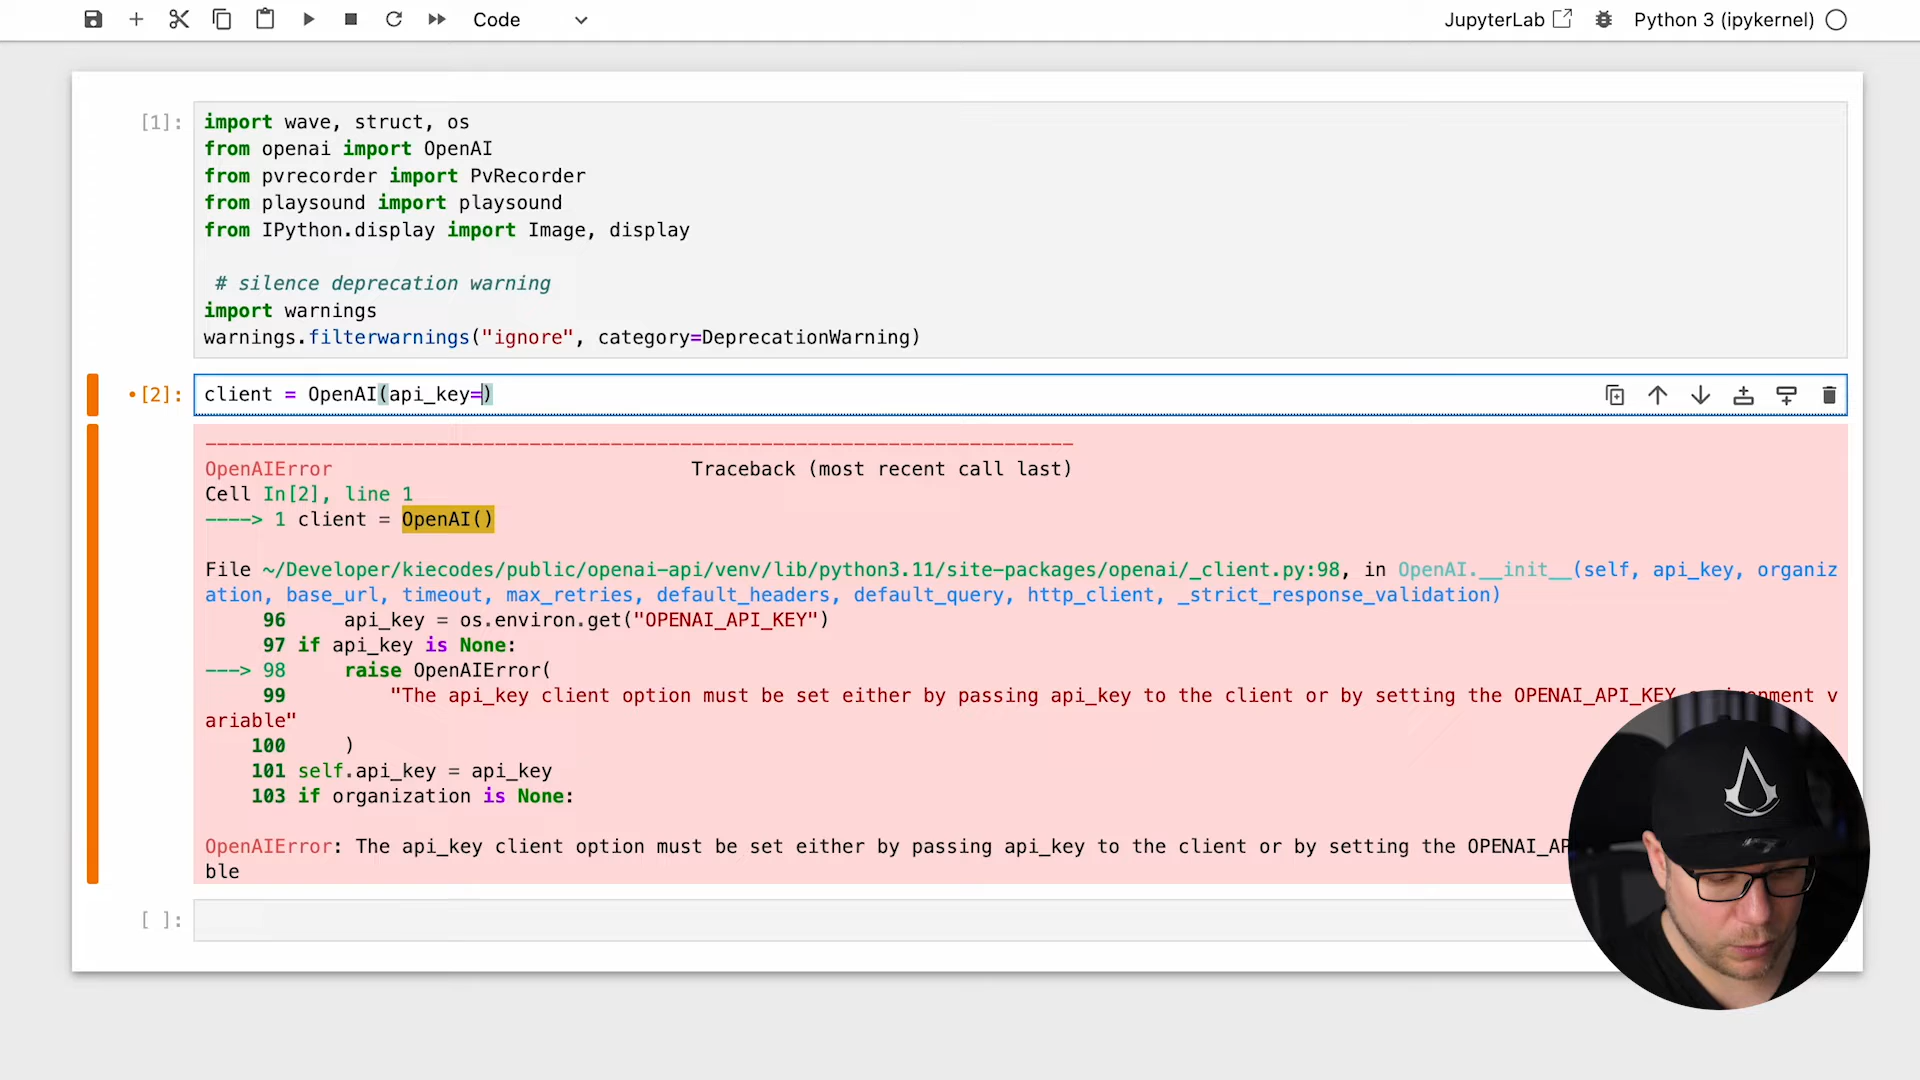 Code
JupyterLab
Python 3 (ipykernel)
[1]:
import wave, struct, os
from openai import OpenAI
from pvrecorder import PvRecorder
from playsound import playsound
from IPython.display import Image, display
# silence deprecation warning
import warnings
warnings.filterwarnings("ignore", category=DeprecationWarning)
•[2]:
client = OpenAI(api_key=)
---------------------------------------------------------------------------
OpenAIError                               Traceback (most recent call last)
Cell In[2], line 1
----> 1 client = OpenAI()
File ~/Developer/kiecodes/public/openai-api/venv/lib/python3.11/site-packages/openai/_client.py:98, in OpenAI.__init__(self, api_key, organiz
ation, base_url, timeout, max_retries, default_headers, default_query, http_client, _strict_response_validation)
96     api_key = os.environ.get("OPENAI_API_KEY")
97 if api_key is None:
---> 98     raise OpenAIError(
99         "The api_key client option must be set either by passing api_key to the client or by setting the OPENAI_API_KEY environment v
ariable"
100     )
101 self.api_key = api_key
103 if organization is None:
OpenAIError: The api_key client option must be set either by passing api_key to the client or by setting the
ble
[ ]: